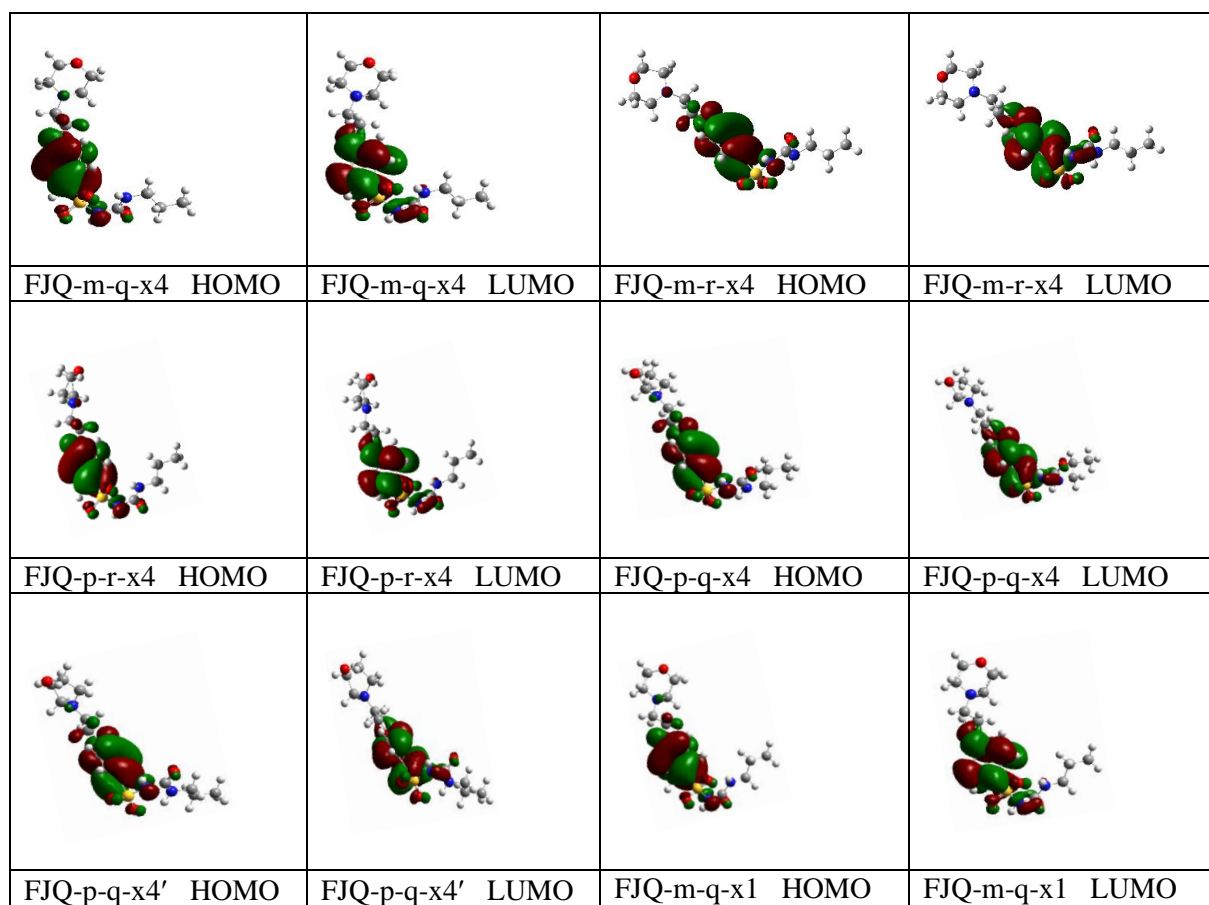 FJQ-m-q-x4 HOMO FJQ-m-q-x4 LUMO FJQ-m-r-x4 HOMO FJQ-m-r-x4 LUMO
FJQ-p-r-x4 HOMO FJQ-p-r-x4 LUMO FJQ-p-q-x4 HOMO FJQ-p-q-x4 LUMO
FJQ-p-q-x4′ HOMO FJQ-p-q-x4′ LUMO FJQ-m-q-x1 HOMO FJQ-m-q-x1 LUMO